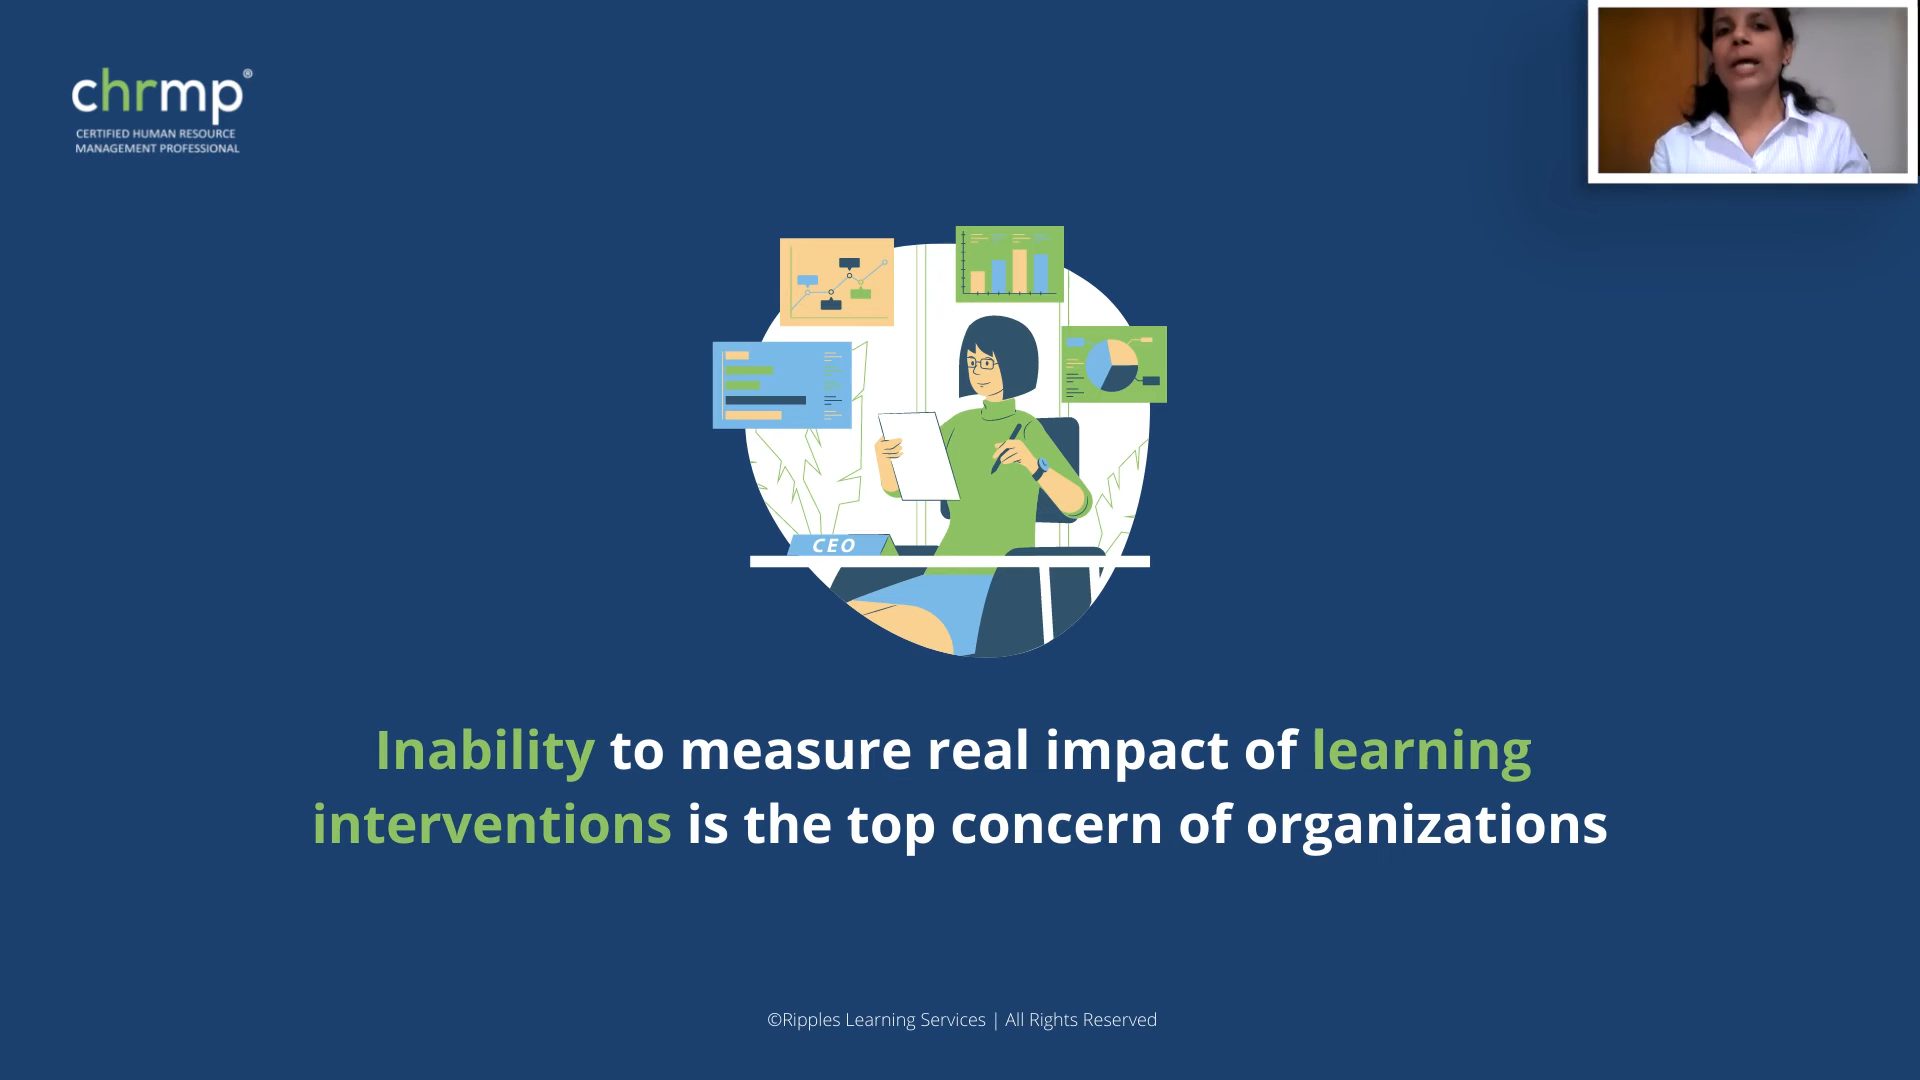 chrmp®
CERTIFIED HUMAN RESOURCE
MANAGEMENT PROFESSIONAL
CEO
Inability to measure real impact of learning
interventions is the top concern of organizations
©Ripples Learning Services | All Rights Reserved